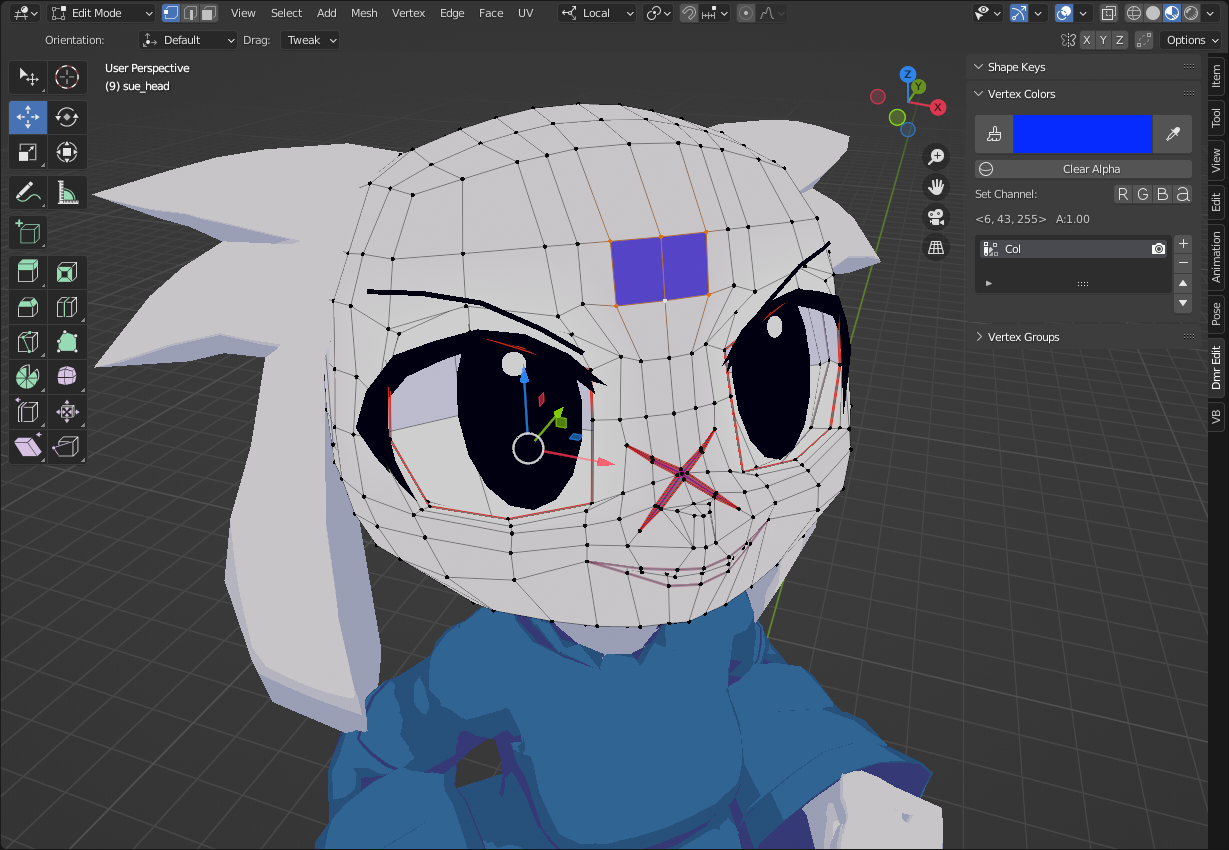 Edit Mode View Select Add Mesh Vertex Edge Face UV Local
Orientation: Default Drag: Tweak X Y Z Options
User Perspective
(9) sue_head
Z
Y
X
Shape Keys
Vertex Colors
Clear Alpha
Set Channel: R G B a
<6, 43, 255> A:1.00
Col
Vertex Groups
Item
Tool
View
Edit
Animation
Pose
Dmr Edit
VB